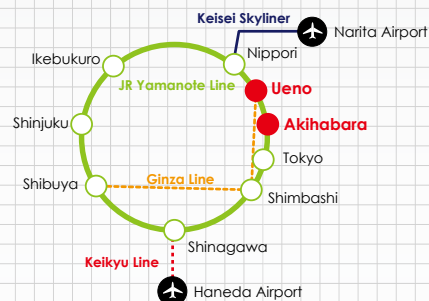 Keisei Skyliner
Narita Airport
Nippori
Ikebukuro
JR Yamanote Line
Ueno
Shinjuku
Akihabara
Tokyo
Ginza Line
Shibuya
Shimbashi
Shinagawa
Keikyu Line
Haneda Airport